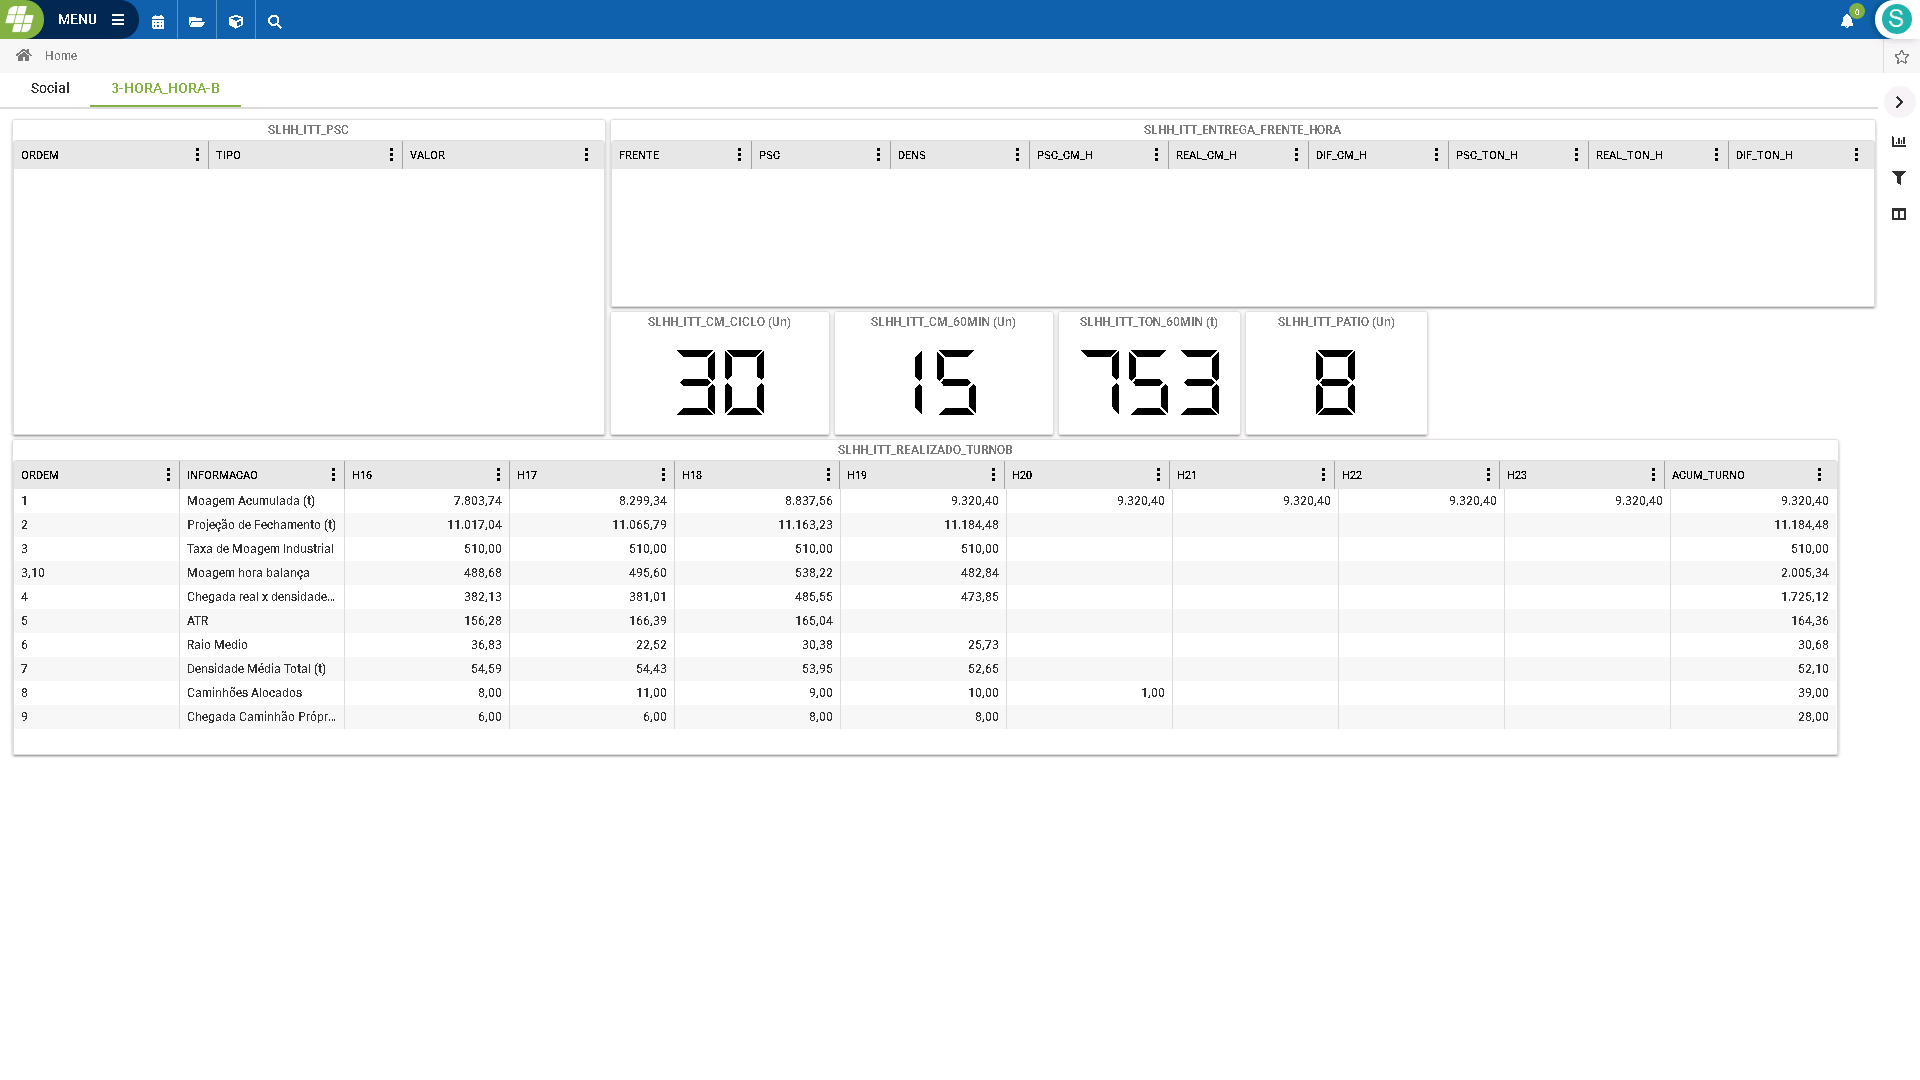 MENU
0
S
Home
Social 3-HORA_HORA-B
SLHH_ITT_PSC
ORDEM TIPO VALOR
SLHH_ITT_ENTREGA_FRENTE_HORA
FRENTE PSC DENS PSC_CM_H REAL_CM_H DIF_CM_H PSC_TON_H REAL_TON_H DIF_TON_H
SLHH_ITT_CM_CICLO (Un)
30
SLHH_ITT_CM_60MIN (Un)
15
SLHH_ITT_TON_60MIN (t)
753
SLHH_ITT_PATIO (Un)
8
SLHH_ITT_REALIZADO_TURNOB
ORDEM INFORMACAO H16 H17 H18 H19 H20 H21 H22 H23 ACUM_TURNO
1 Moagem Acumulada (t) 7.803,74 8.299,34 8.837,56 9.320,40 9.320,40 9.320,40 9.320,40 9.320,40 9.320,40
2 Projeção de Fechamento (t) 11.017,04 11.065,79 11.163,23 11.184,48 11.184,48
3 Taxa de Moagem Industrial 510,00 510,00 510,00 510,00 510,00
3,10 Moagem hora balança 488,68 495,60 538,22 482,84 2.005,34
4 Chegada real x densidade... 382,13 381,01 485,55 473,85 1.725,12
5 ATR 156,28 166,39 165,04 164,36
6 Raio Medio 36,83 22,52 30,38 25,73 30,68
7 Densidade Média Total (t) 54,59 54,43 53,95 52,65 52,10
8 Caminhões Alocados 8,00 11,00 9,00 10,00 1,00 39,00
9 Chegada Caminhão Própr... 6,00 6,00 8,00 8,00 28,00